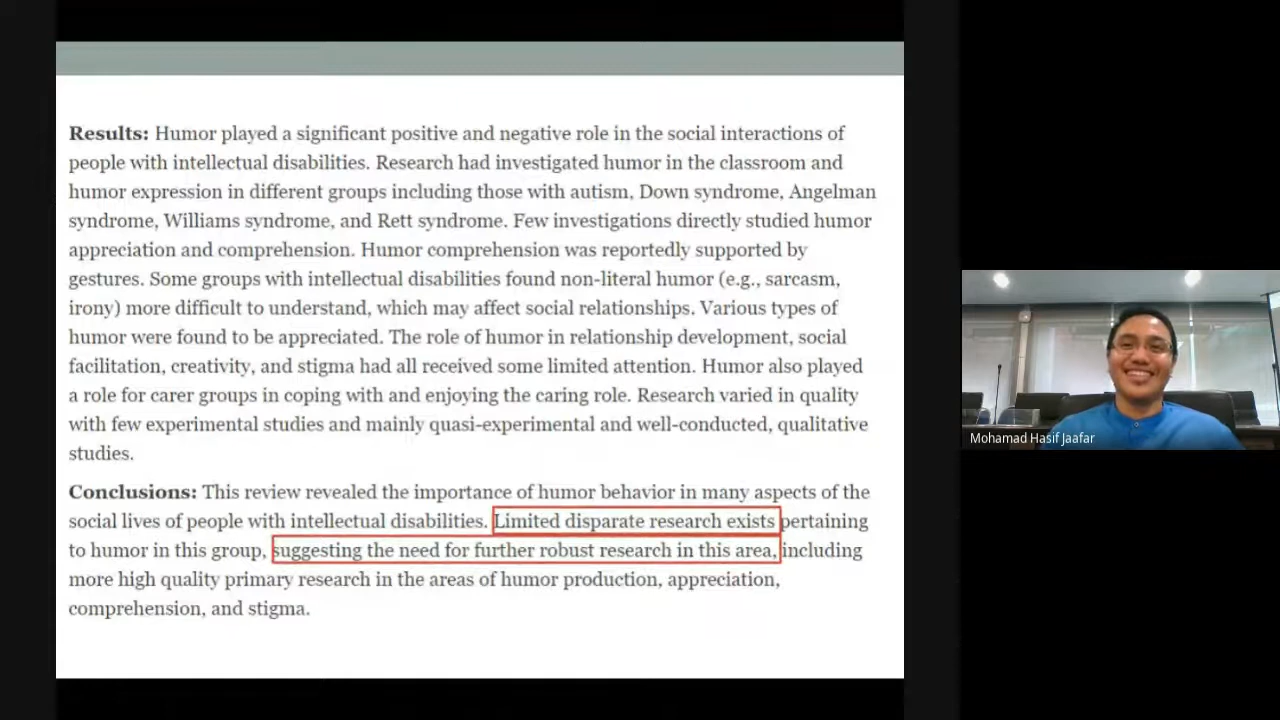 Results: Humor played a significant positive and negative role in the social interactions of
people with intellectual disabilities. Research had investigated humor in the classroom and
humor expression in different groups including those with autism, Down syndrome, Angelman
syndrome, Williams syndrome, and Rett syndrome. Few investigations directly studied humor
appreciation and comprehension. Humor comprehension was reportedly supported by
gestures. Some groups with intellectual disabilities found non-literal humor (e.g., sarcasm,
irony) more difficult to understand, which may affect social relationships. Various types of
humor were found to be appreciated. The role of humor in relationship development, social
facilitation, creativity, and stigma had all received some limited attention. Humor also played
a role for carer groups in coping with and enjoying the caring role. Research varied in quality
with few experimental studies and mainly quasi-experimental and well-conducted, qualitative
studies.
Conclusions: This review revealed the importance of humor behavior in many aspects of the
social lives of people with intellectual disabilities. Limited disparate research exists pertaining
to humor in this group, suggesting the need for further robust research in this area, including
more high quality primary research in the areas of humor production, appreciation,
comprehension, and stigma.
Mohamad Hasif Jaafar